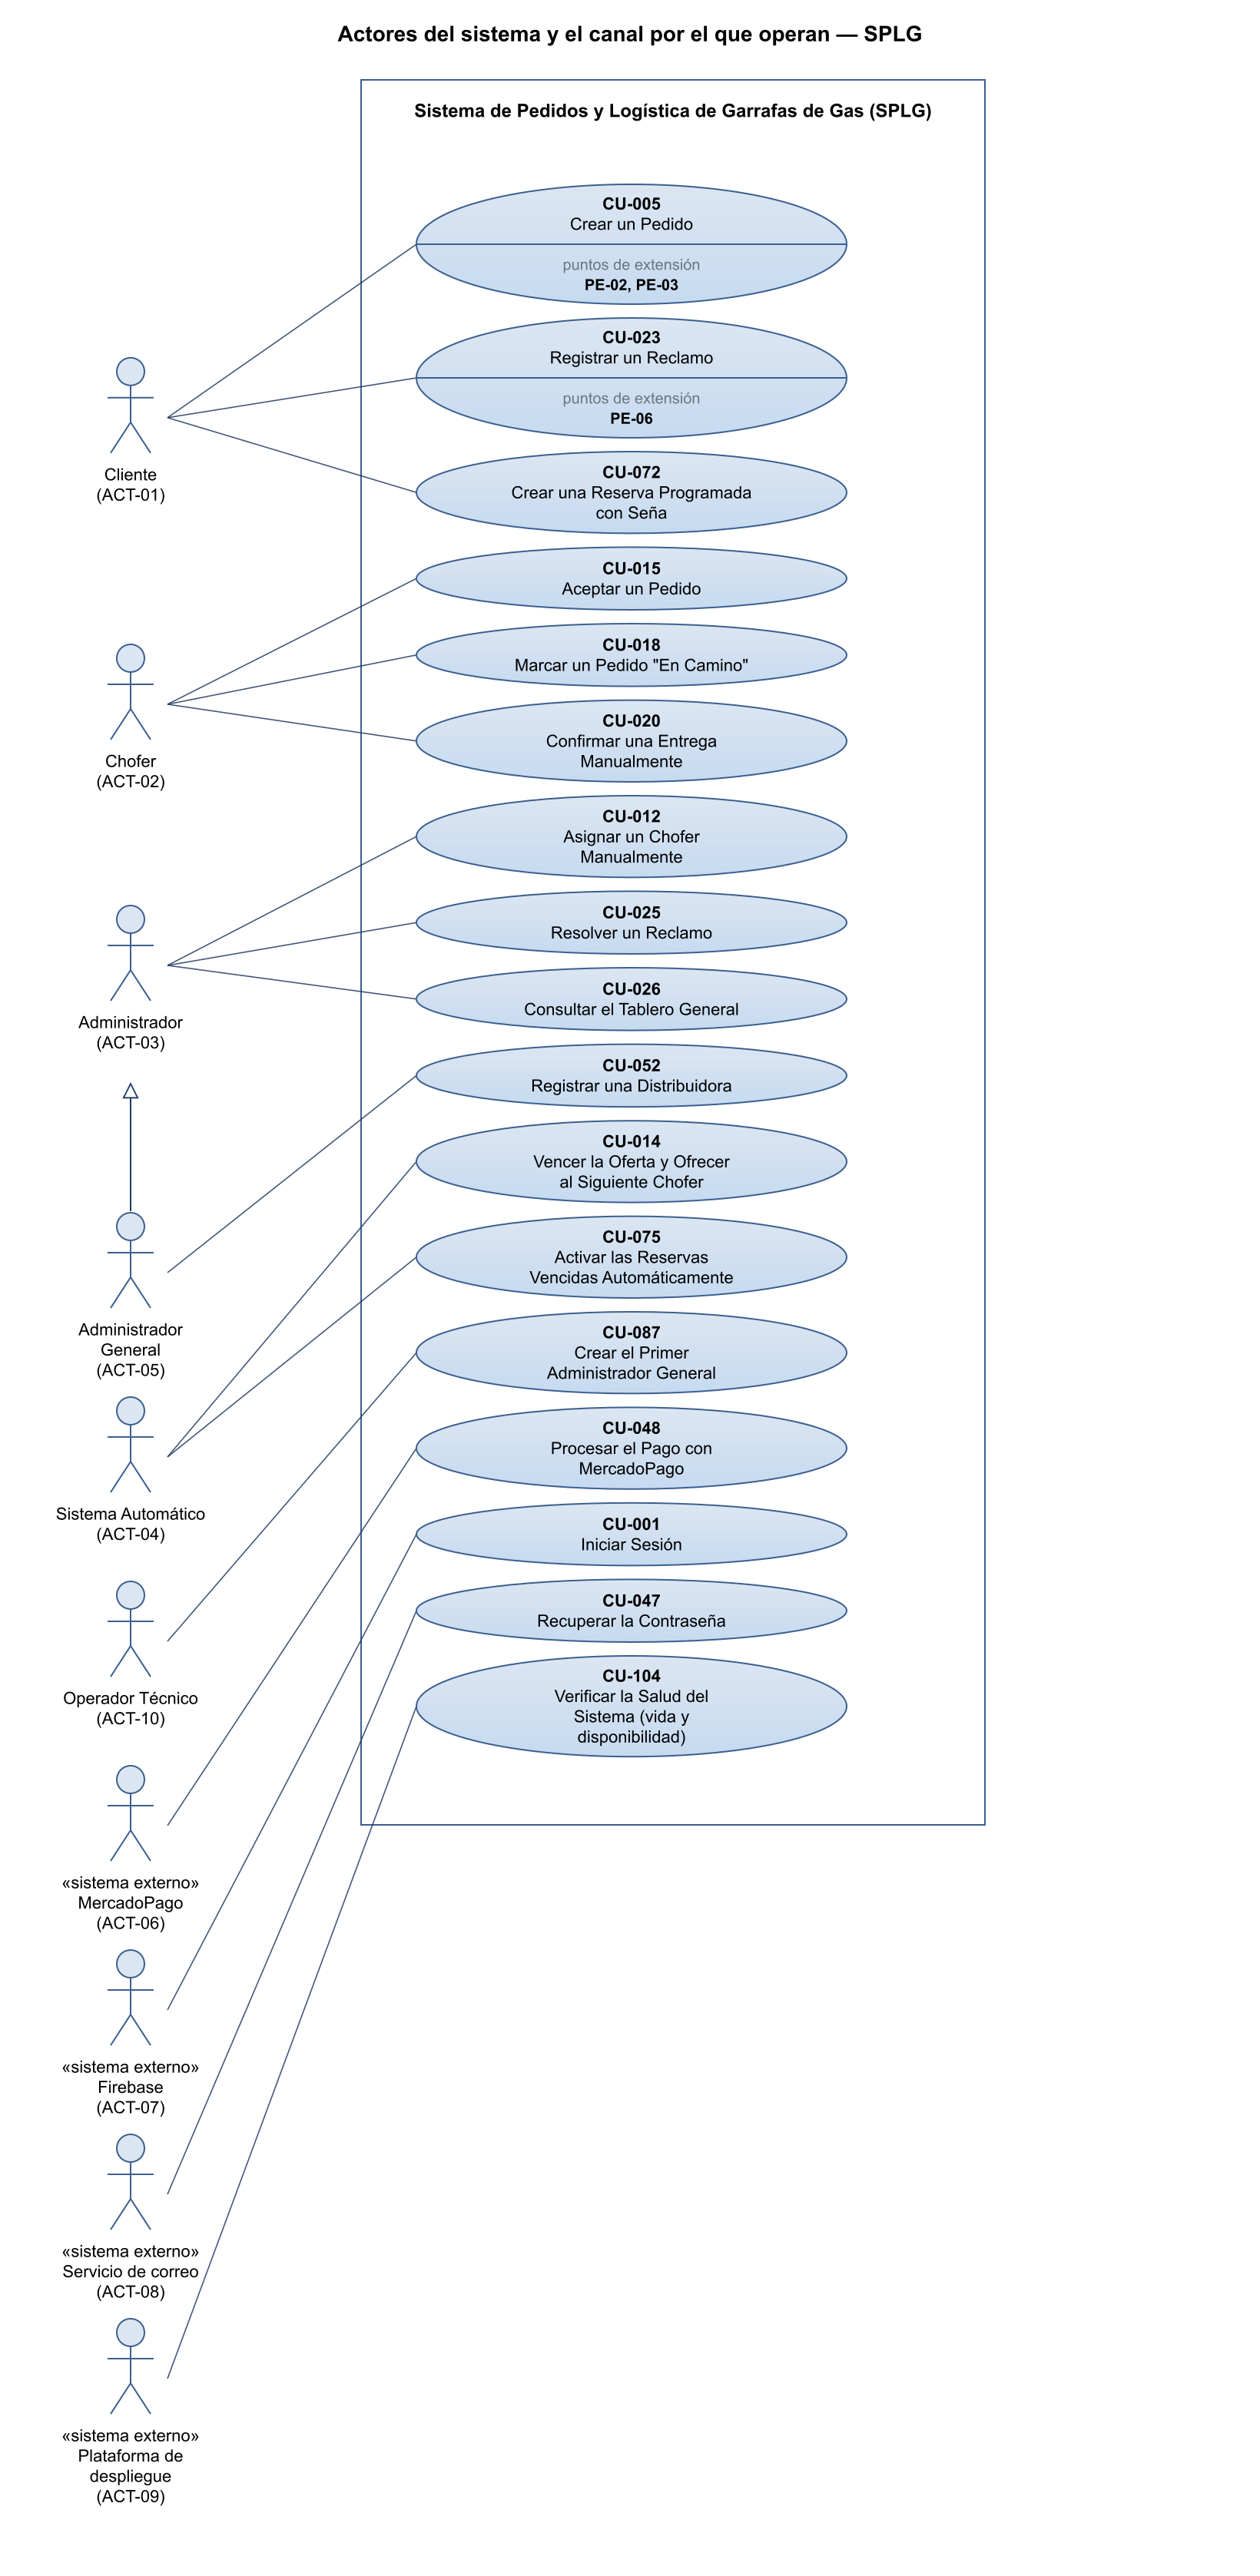 Actores del sistema y el canal por el que operan — SPLG
Sistema de Pedidos y Logística de Garrafas de Gas (SPLG)
CU-005
Crear un Pedido
puntos de extensión
PE-02, PE-03
CU-023
Registrar un Reclamo
puntos de extensión
PE-06
Cliente
(ACT-01)
CU-072
Crear una Reserva Programada
con Seña
CU-015
Aceptar un Pedido
CU-018
Marcar un Pedido "En Camino"
CU-020
Confirmar una Entrega
Manualmente
Chofer
(ACT-02)
CU-012
Asignar un Chofer
Manualmente
CU-025
Resolver un Reclamo
CU-026
Consultar el Tablero General
Administrador
(ACT-03)
CU-052
Registrar una Distribuidora
CU-014
Vencer la Oferta y Ofrecer
al Siguiente Chofer
CU-075
Activar las Reservas
Vencidas Automáticamente
Administrador
General
(ACT-05)
CU-087
Crear el Primer
Administrador General
CU-048
Procesar el Pago con
MercadoPago
Sistema Automático
(ACT-04)
CU-001
Iniciar Sesión
CU-047
Recuperar la Contraseña
CU-104
Verificar la Salud del
Sistema (vida y
disponibilidad)
Operador Técnico
(ACT-10)
«sistema externo»
MercadoPago
(ACT-06)
«sistema externo»
Firebase
(ACT-07)
«sistema externo»
Servicio de correo
(ACT-08)
«sistema externo»
Plataforma de
despliegue
(ACT-09)